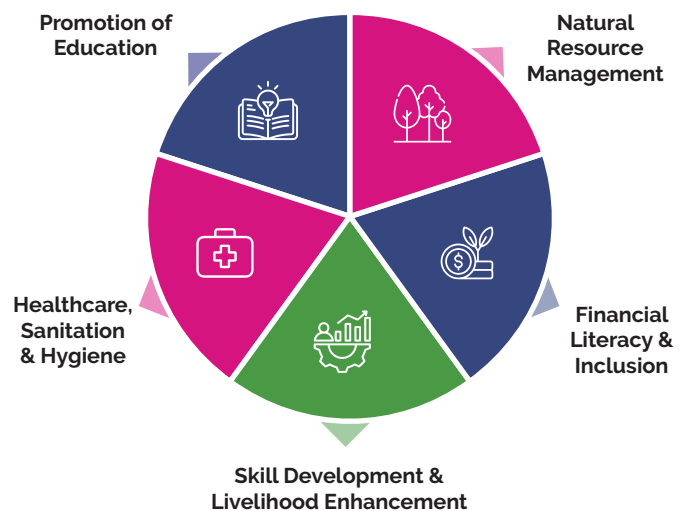 Promotion of
Education
Natural
Resource
Management
Healthcare,
Sanitation
& Hygiene
$
Financial
Literacy &
Inclusion
Skill Development &
Livelihood Enhancement